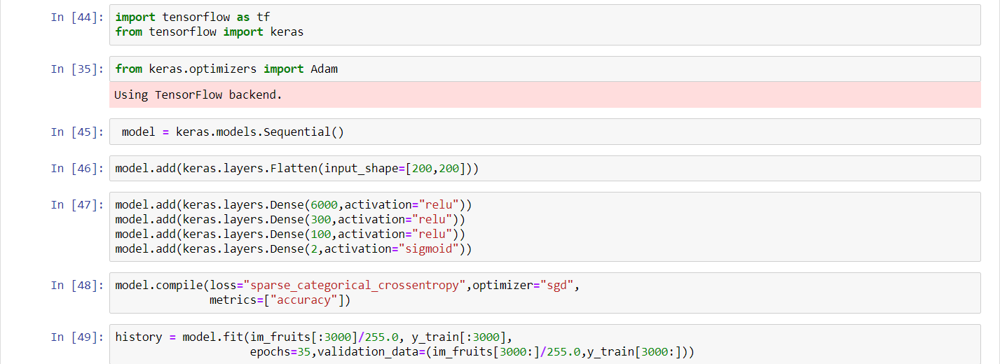 In [44]: import tensorflow as tf
from tensorflow import keras
In [35]: from keras.optimizers import Adam
Using TensorFlow backend.
In [45]: model = keras.models.Sequential()
In [46]: model.add(keras.layers.Flatten(input_shape=[200,200]))
In [47]: model.add(keras.layers.Dense(6000,activation="relu"))
model.add(keras.layers.Dense(300,activation="relu"))
model.add(keras.layers.Dense(100,activation="relu"))
model.add(keras.layers.Dense(2,activation="sigmoid"))
In [48]: model.compile(loss="sparse_categorical_crossentropy",optimizer="sgd",
metrics=["accuracy"])
In [49]: history = model.fit(im_fruits[:3000]/255.0, y_train[:3000],
epochs=35,validation_data=(im_fruits[3000:]/255.0,y_train[3000:]))